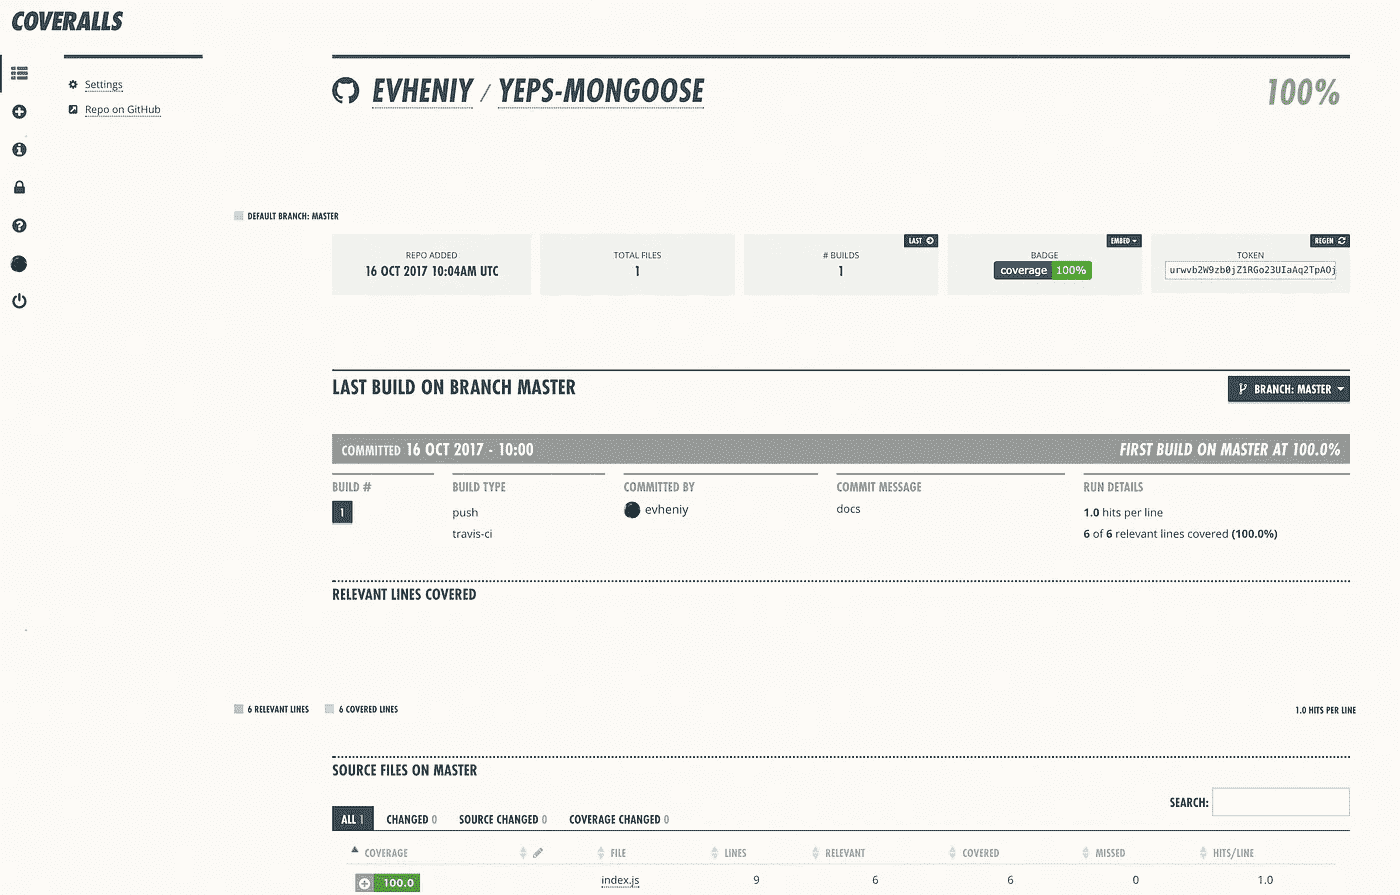 COVERALLS
Settings
Repo on GitHub
EVHENIY / YEPS-MONGOOSE
100%
DEFAULT BRANCH: MASTER
REPO ADDED
16 OCT 2017 10:04AM UTC
TOTAL FILES
1
LAST
# BUILDS
1
EMBED
BADGE
coverage 100%
REGEN
TOKEN
urwvb2W9zb0jZ1RGo23UIaAq2TpAOj
LAST BUILD ON BRANCH MASTER
BRANCH: MASTER
COMMITTED 16 OCT 2017 - 10:00
FIRST BUILD ON MASTER AT 100.0%
BUILD #
1
BUILD TYPE
push
travis-ci
COMMITTED BY
evheniy
COMMIT MESSAGE
docs
RUN DETAILS
1.0 hits per line
6 of 6 relevant lines covered (100.0%)
RELEVANT LINES COVERED
6 RELEVANT LINES 6 COVERED LINES
1.0 HITS PER LINE
SOURCE FILES ON MASTER
SEARCH:
ALL 1 CHANGED 0 SOURCE CHANGED 0 COVERAGE CHANGED 0
COVERAGE FILE LINES RELEVANT COVERED MISSED HITS/LINE
100.0 index.js 9 6 6 0 1.0